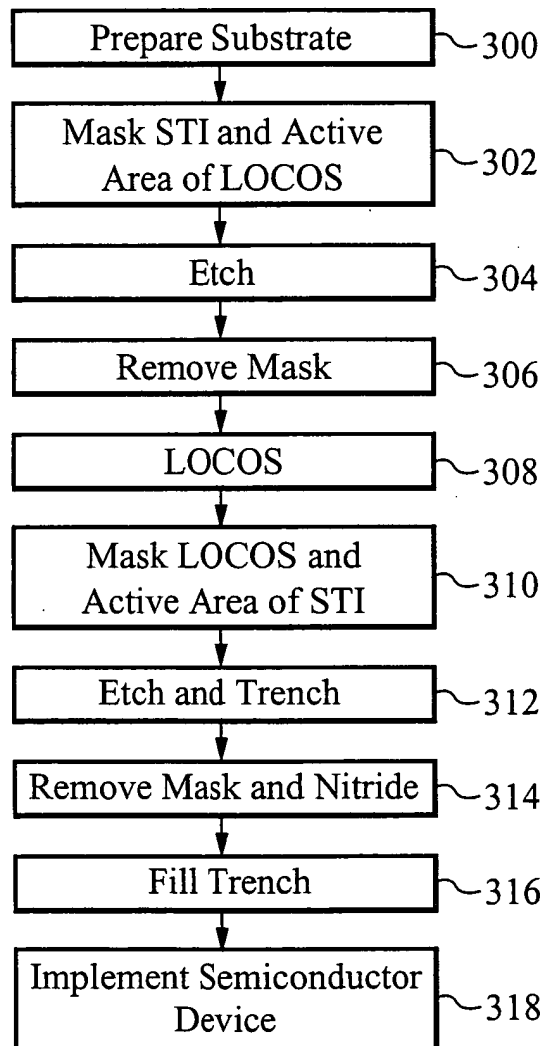 Prepare Substrate
300
Mask STI and Active
Area of LOCOS
302
Etch
304
Remove Mask
306
LOCOS
308
Mask LOCOS and
Active Area of STI
310
Etch and Trench
312
Remove Mask and Nitride
314
Fill Trench
316
Implement Semiconductor
Device
318